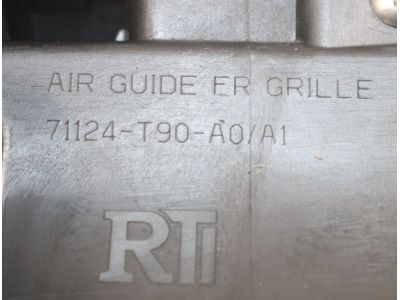 AIR GUIDE FR GRILLE
71124-T90-A0/A1
RTI